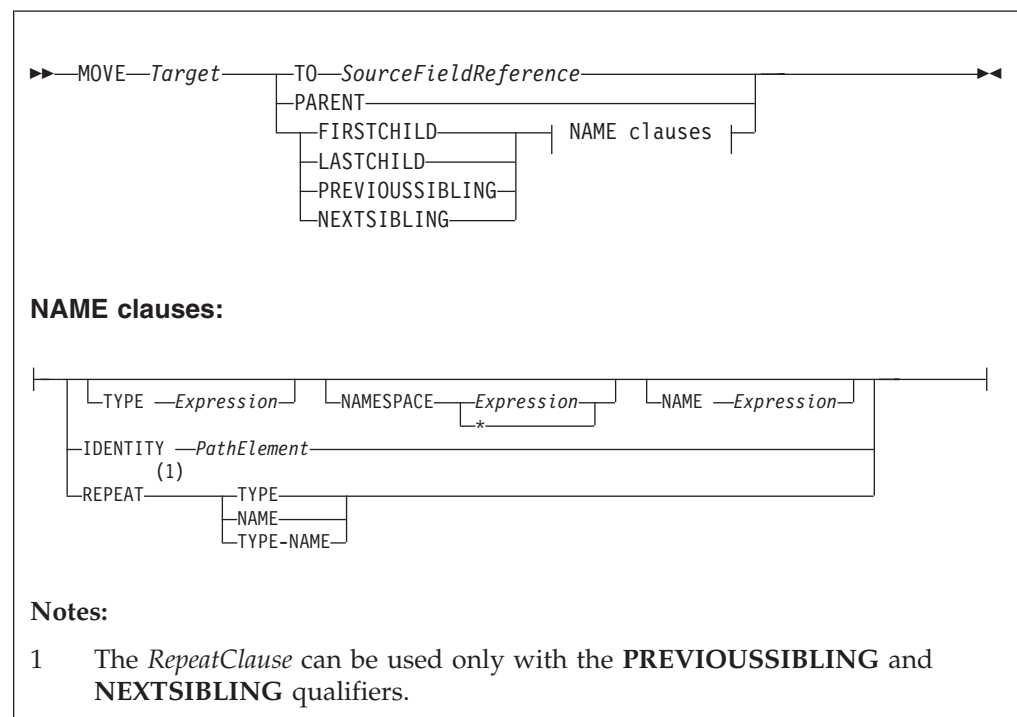 MOVE Target TO SourceFieldReference
PARENT
FIRSTCHILD NAME clauses
LASTCHILD
PREVIOUSSIBLING
NEXTSIBLING
NAME clauses:
TYPE Expression NAMESPACE Expression NAME Expression
*
IDENTITY PathElement
(1)
REPEAT TYPE
NAME
TYPE-NAME
Notes:
1 The RepeatClause can be used only with the PREVIOUSSIBLING and
NEXTSIBLING qualifiers.